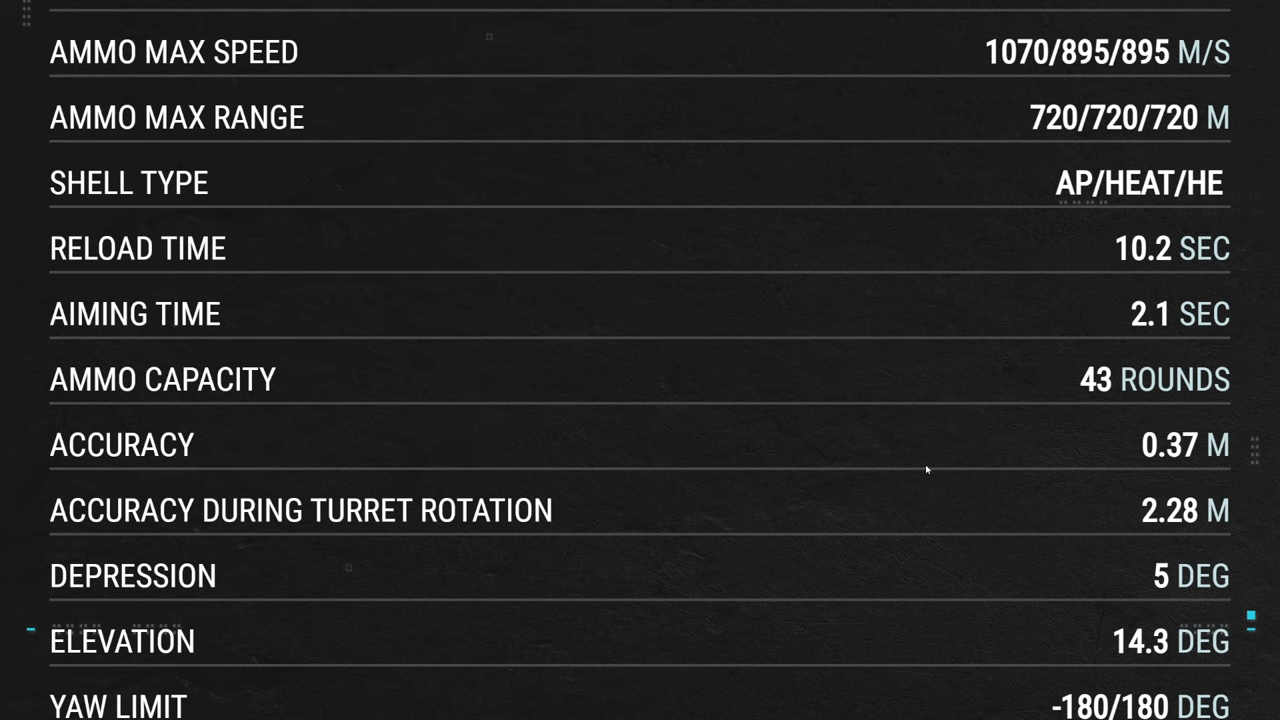 AMMO MAX SPEED 1070/895/895 M/S
AMMO MAX RANGE 720/720/720 M
SHELL TYPE AP/HEAT/HE
RELOAD TIME 10.2 SEC
AIMING TIME 2.1 SEC
AMMO CAPACITY 43 ROUNDS
ACCURACY 0.37 M
ACCURACY DURING TURRET ROTATION 2.28 M
DEPRESSION 5 DEG
ELEVATION 14.3 DEG
YAW LIMIT -180/180 DEG